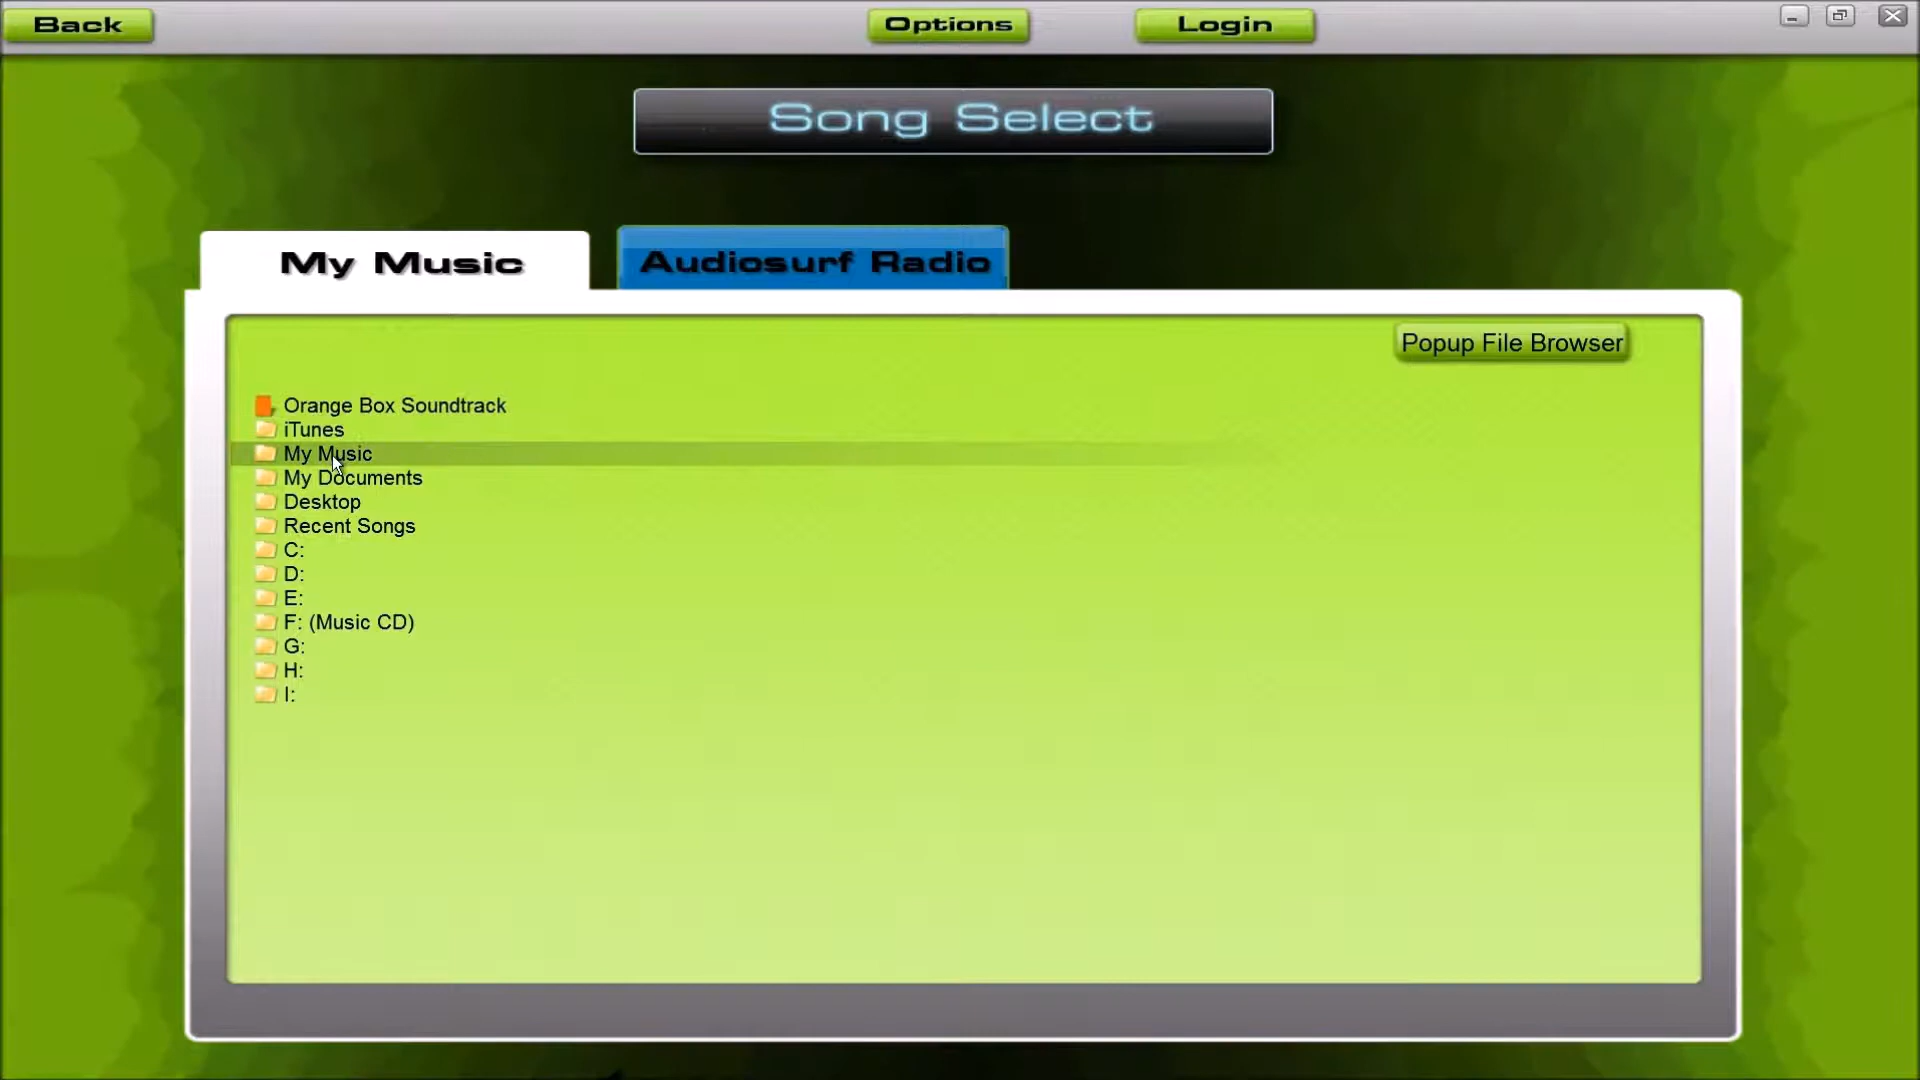 Back
Options
Login
Song Select
My Music
Audiosurf Radio
Popup File Browser
Orange Box Soundtrack
iTunes
My Music
My Documents
Desktop
Recent Songs
C:
D:
E:
F: (Music CD)
G:
H:
I: